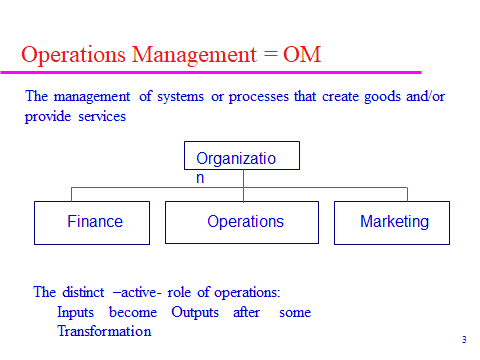 Operations Management = OM
The management of systems or processes that create goods and/or
provide services
Organizatio
n
Finance
Operations
Marketing
The distinct –active- role of operations:
Inputs become Outputs after some
Transformation
3